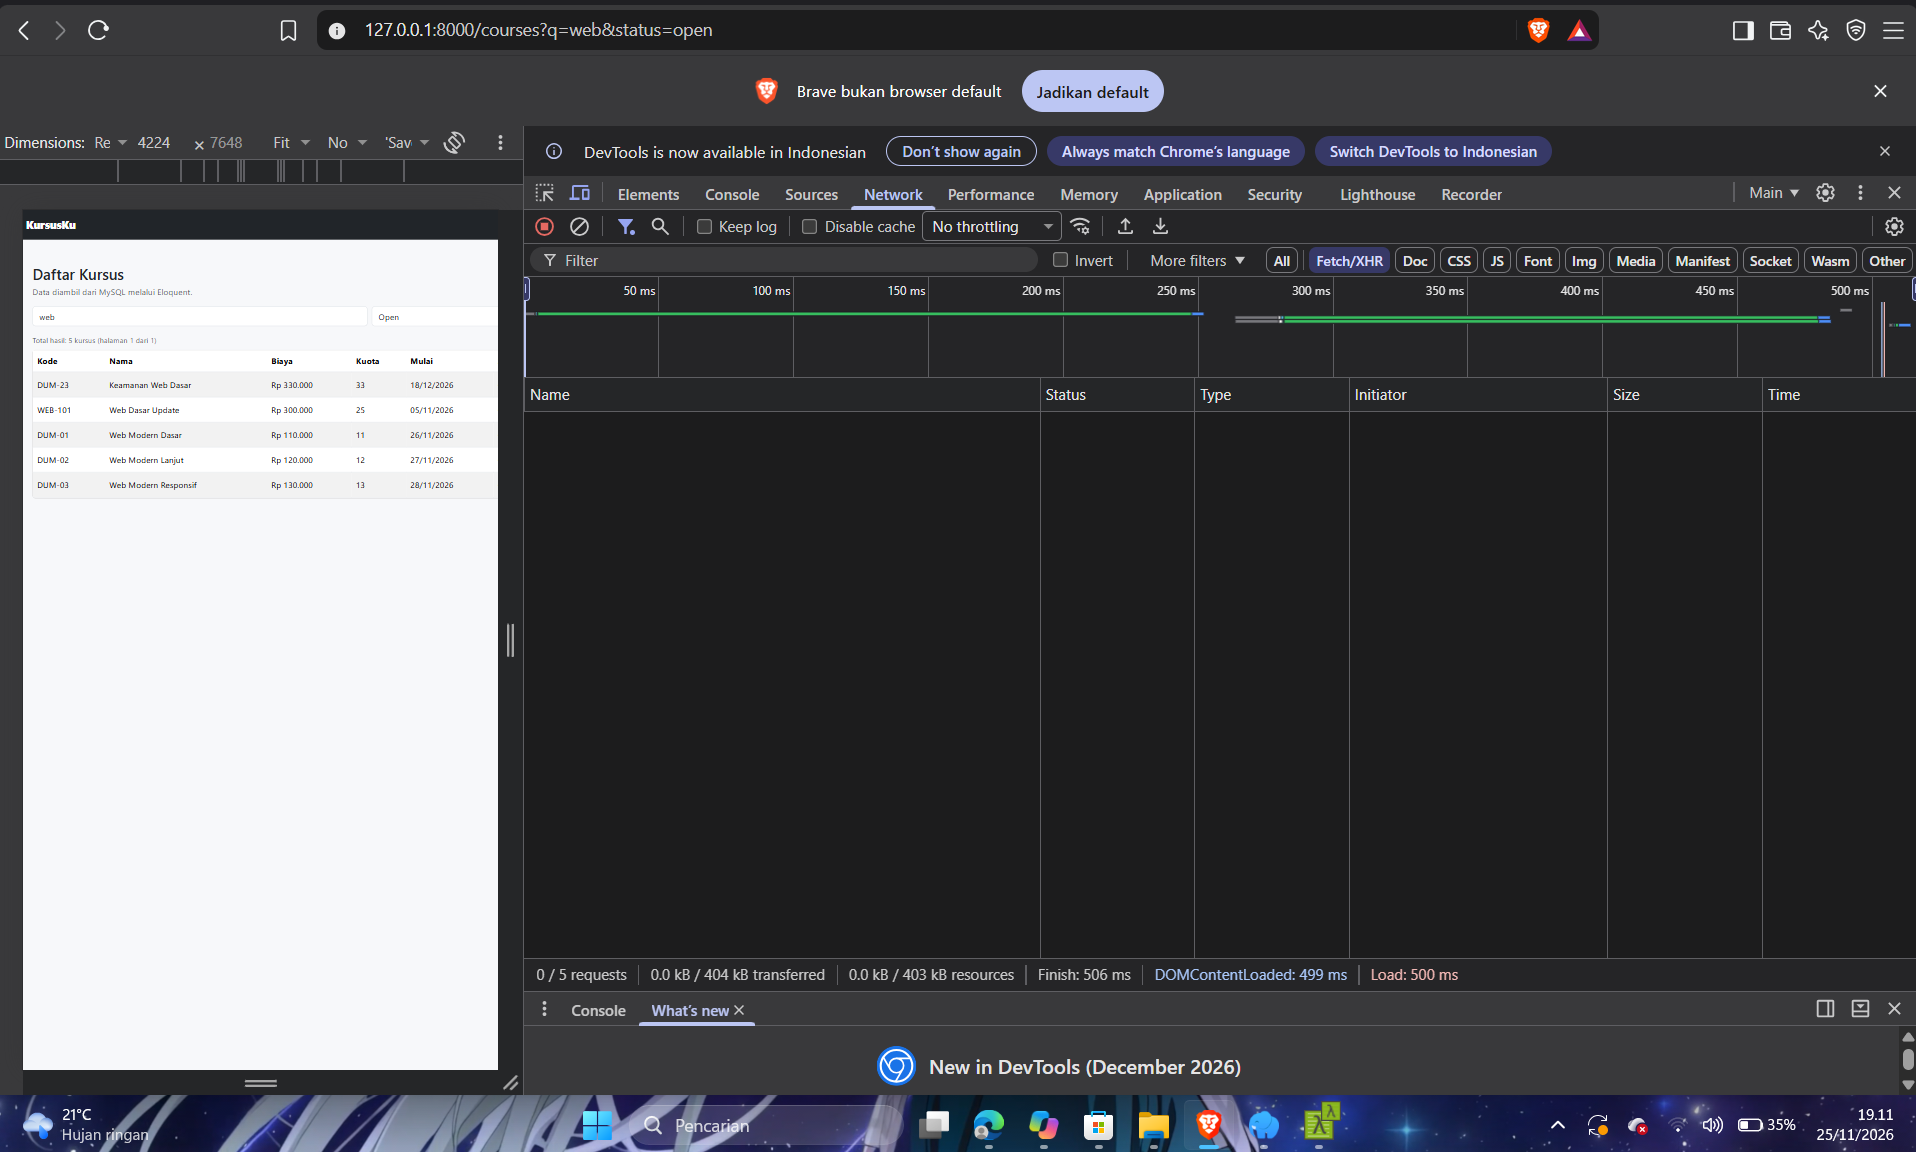 127.0.0.1:8000/courses?q=web&status=open
Brave bukan browser default Jadikan default
Dimensions: Re 4224 × 7648 Fit No 'Sav
DevTools is now available in Indonesian Don't show again Always match Chrome's language Switch DevTools to Indonesian
Elements Console Sources Network Performance Memory Application Security Lighthouse Recorder Main
Keep log Disable cache No throttling
Filter Invert More filters All Fetch/XHR Doc CSS JS Font Img Media Manifest Socket Wasm Other
50 ms 100 ms 150 ms 200 ms 250 ms 300 ms 350 ms 400 ms 450 ms 500 ms
Name Status Type Initiator Size Time
KursusKu
Daftar Kursus
Data diambil dari MySQL melalui Eloquent.
web Open
Total hasil: 5 kursus (halaman 1 dari 1)
Kode Nama Biaya Kuota Mulai
DUM-23 Keamanan Web Dasar Rp 330.000 33 18/12/2026
WEB-101 Web Dasar Update Rp 300.000 25 05/11/2026
DUM-01 Web Modern Dasar Rp 110.000 11 26/11/2026
DUM-02 Web Modern Lanjut Rp 120.000 12 27/11/2026
DUM-03 Web Modern Responsif Rp 130.000 13 28/11/2026
0 / 5 requests 0.0 kB / 404 kB transferred 0.0 kB / 403 kB resources Finish: 506 ms DOMContentLoaded: 499 ms Load: 500 ms
Console What's new
New in DevTools (December 2026)
21°C
Hujan ringan
Pencarian
35%
19.11
25/11/2026